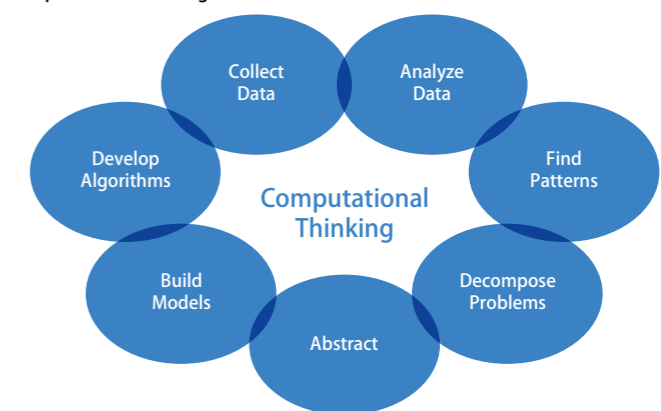 Collect
Data
Analyze
Data
Find
Patterns
Decompose
Problems
Abstract
Build
Models
Develop
Algorithms
Computational
Thinking